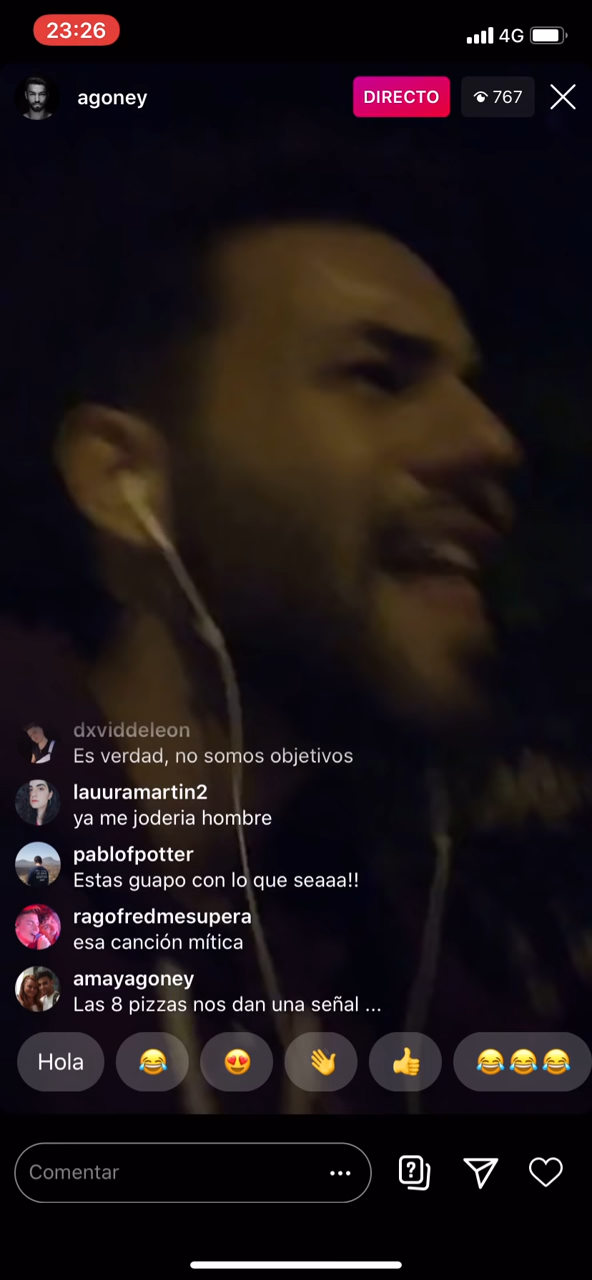 23:26
4G
agoney
DIRECTO
767
dxviddeleon
Es verdad, no somos objetivos
lauuramartin2
ya me joderia hombre
pablofpotter
Estas guapo con lo que seaaa!!
ragofredmesupera
esa canción mítica
amayagoney
Las 8 pizzas nos dan una señal ...
Hola
😂
😍
👋
👍
😂😂😂
Comentar